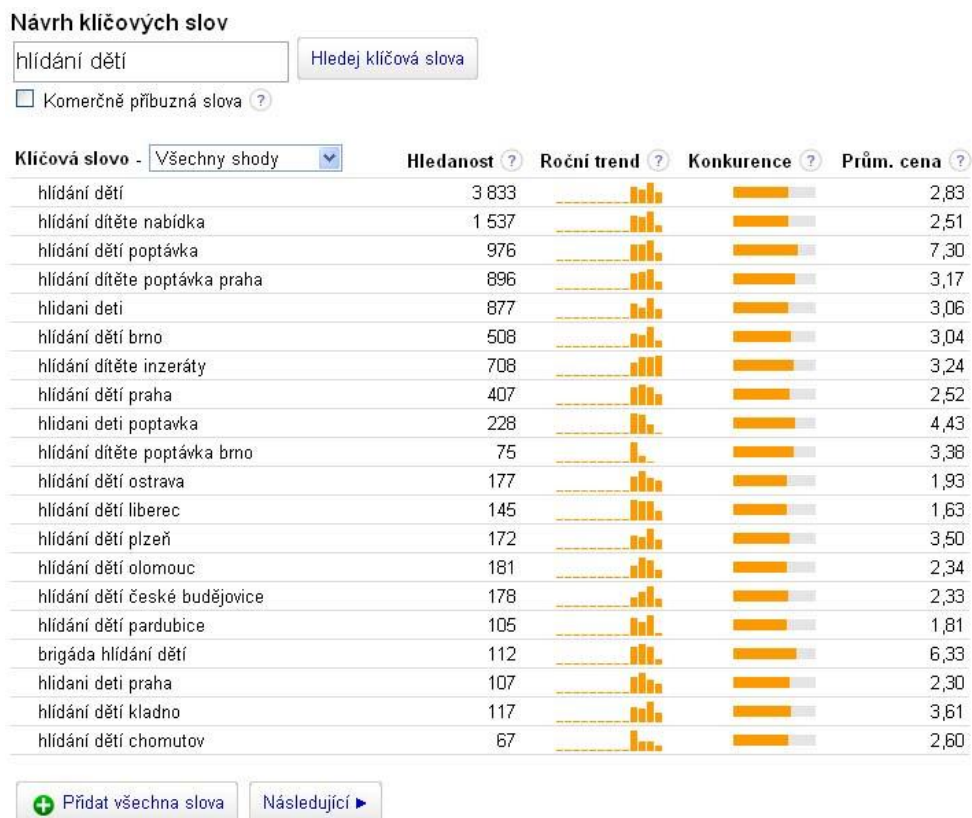 Návrh klíčových slov
hlídání dětí Hledej klíčová slova
Komerčně příbuzná slova ?
Klíčová slovo - Všechny shody Hledanost ? Roční trend ? Konkurence ? Prům. cena ?
hlídání dětí 3 833 2,83
hlídání dítěte nabídka 1 537 2,51
hlídání dětí poptávka 976 7,30
hlídání dítěte poptávka praha 896 3,17
hlidani deti 877 3,06
hlídání dětí brno 508 3,04
hlídání dítěte inzeráty 708 3,24
hlídání dětí praha 407 2,52
hlidani deti poptavka 228 4,43
hlídání dítěte poptávka brno 75 3,38
hlídání dětí ostrava 177 1,93
hlídání dětí liberec 145 1,63
hlídání dětí plzeň 172 3,50
hlídání dětí olomouc 181 2,34
hlídání dětí české budějovice 178 2,33
hlídání dětí pardubice 105 1,81
brigáda hlídání dětí 112 6,33
hlidani deti praha 107 2,30
hlídání dětí kladno 117 3,61
hlídání dětí chomutov 67 2,60
Přidat všechna slova Následující ►